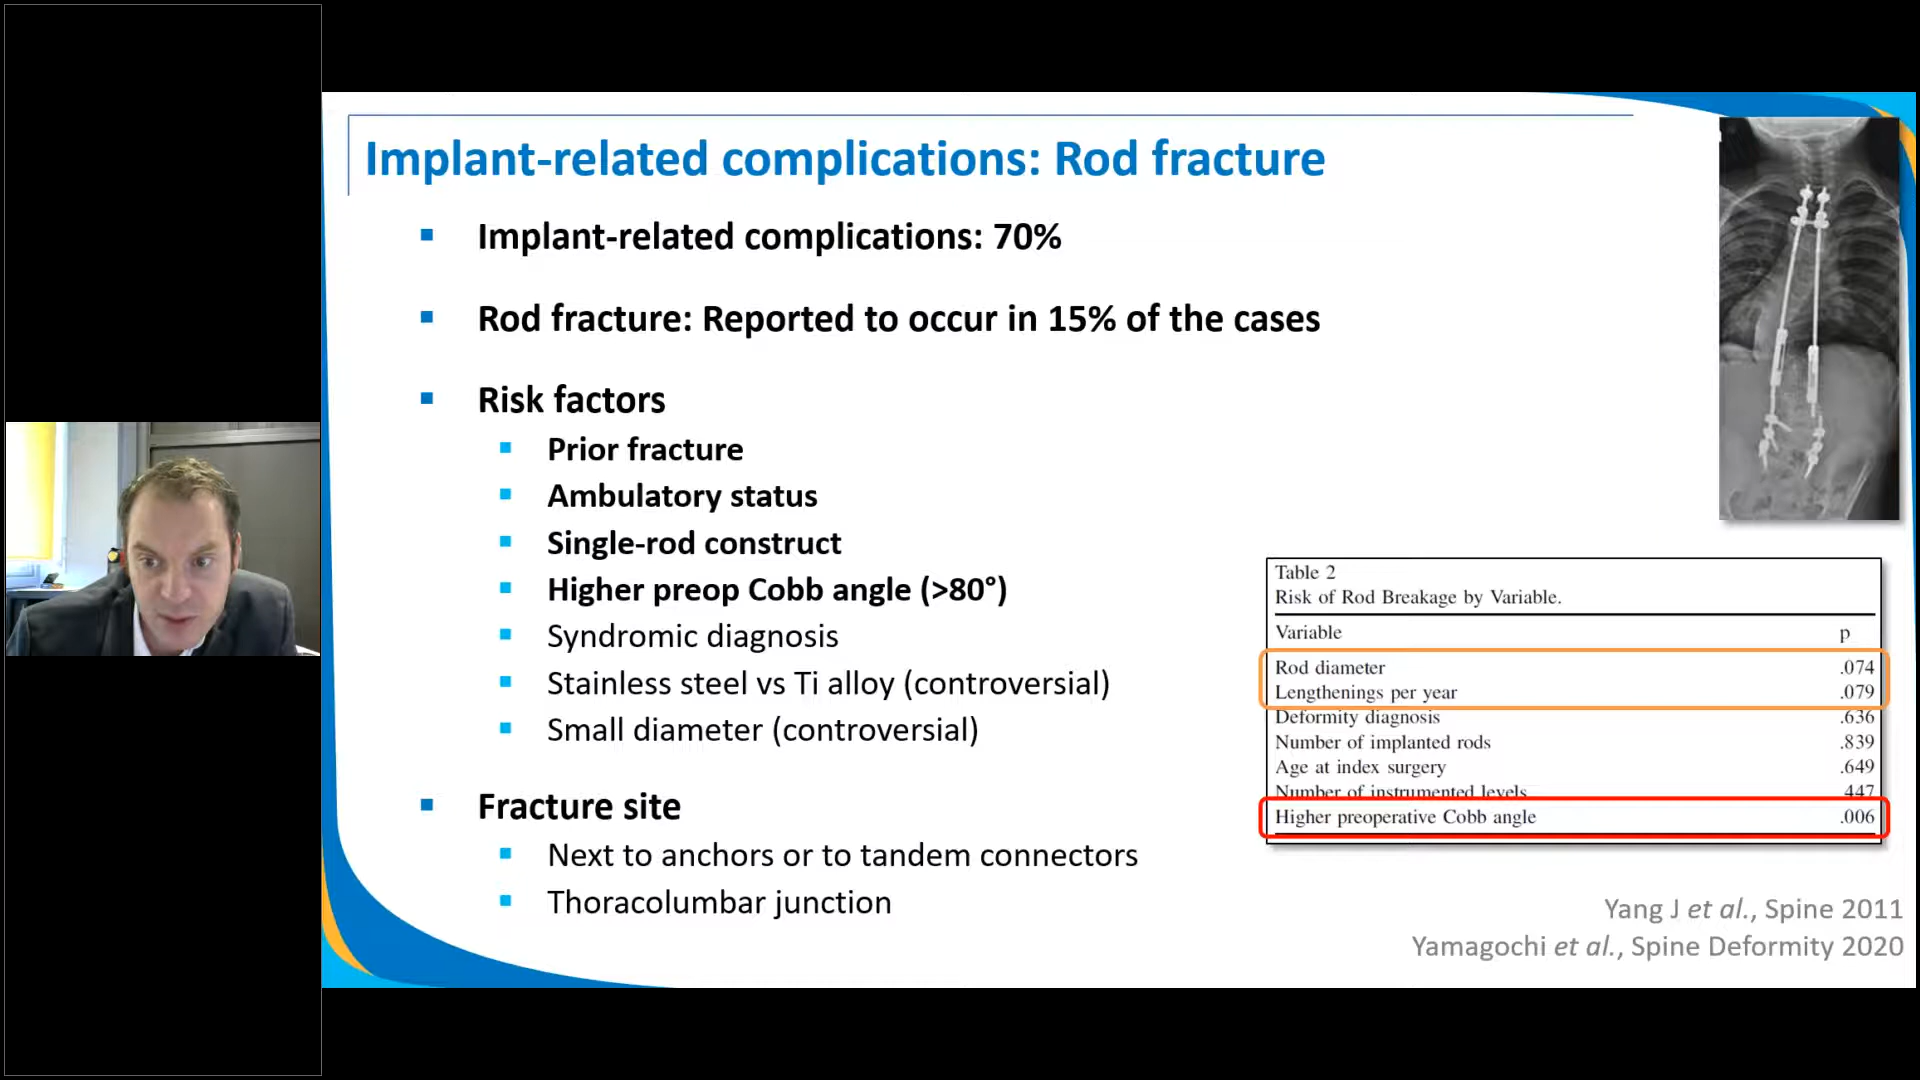 Implant-related complications: Rod fracture
Implant-related complications: 70%
Rod fracture: Reported to occur in 15% of the cases
Risk factors
Prior fracture
Ambulatory status
Single-rod construct
Higher preop Cobb angle (>80°)
Syndromic diagnosis
Stainless steel vs Ti alloy (controversial)
Small diameter (controversial)
Fracture site
Next to anchors or to tandem connectors
Thoracolumbar junction
Table 2
Risk of Rod Breakage by Variable.
Variable p
Rod diameter .074
Lengthenings per year .079
Deformity diagnosis .636
Number of implanted rods .839
Age at index surgery .649
Number of instrumented levels .447
Higher preoperative Cobb angle .006
Yang J et al., Spine 2011
Yamagochi et al., Spine Deformity 2020